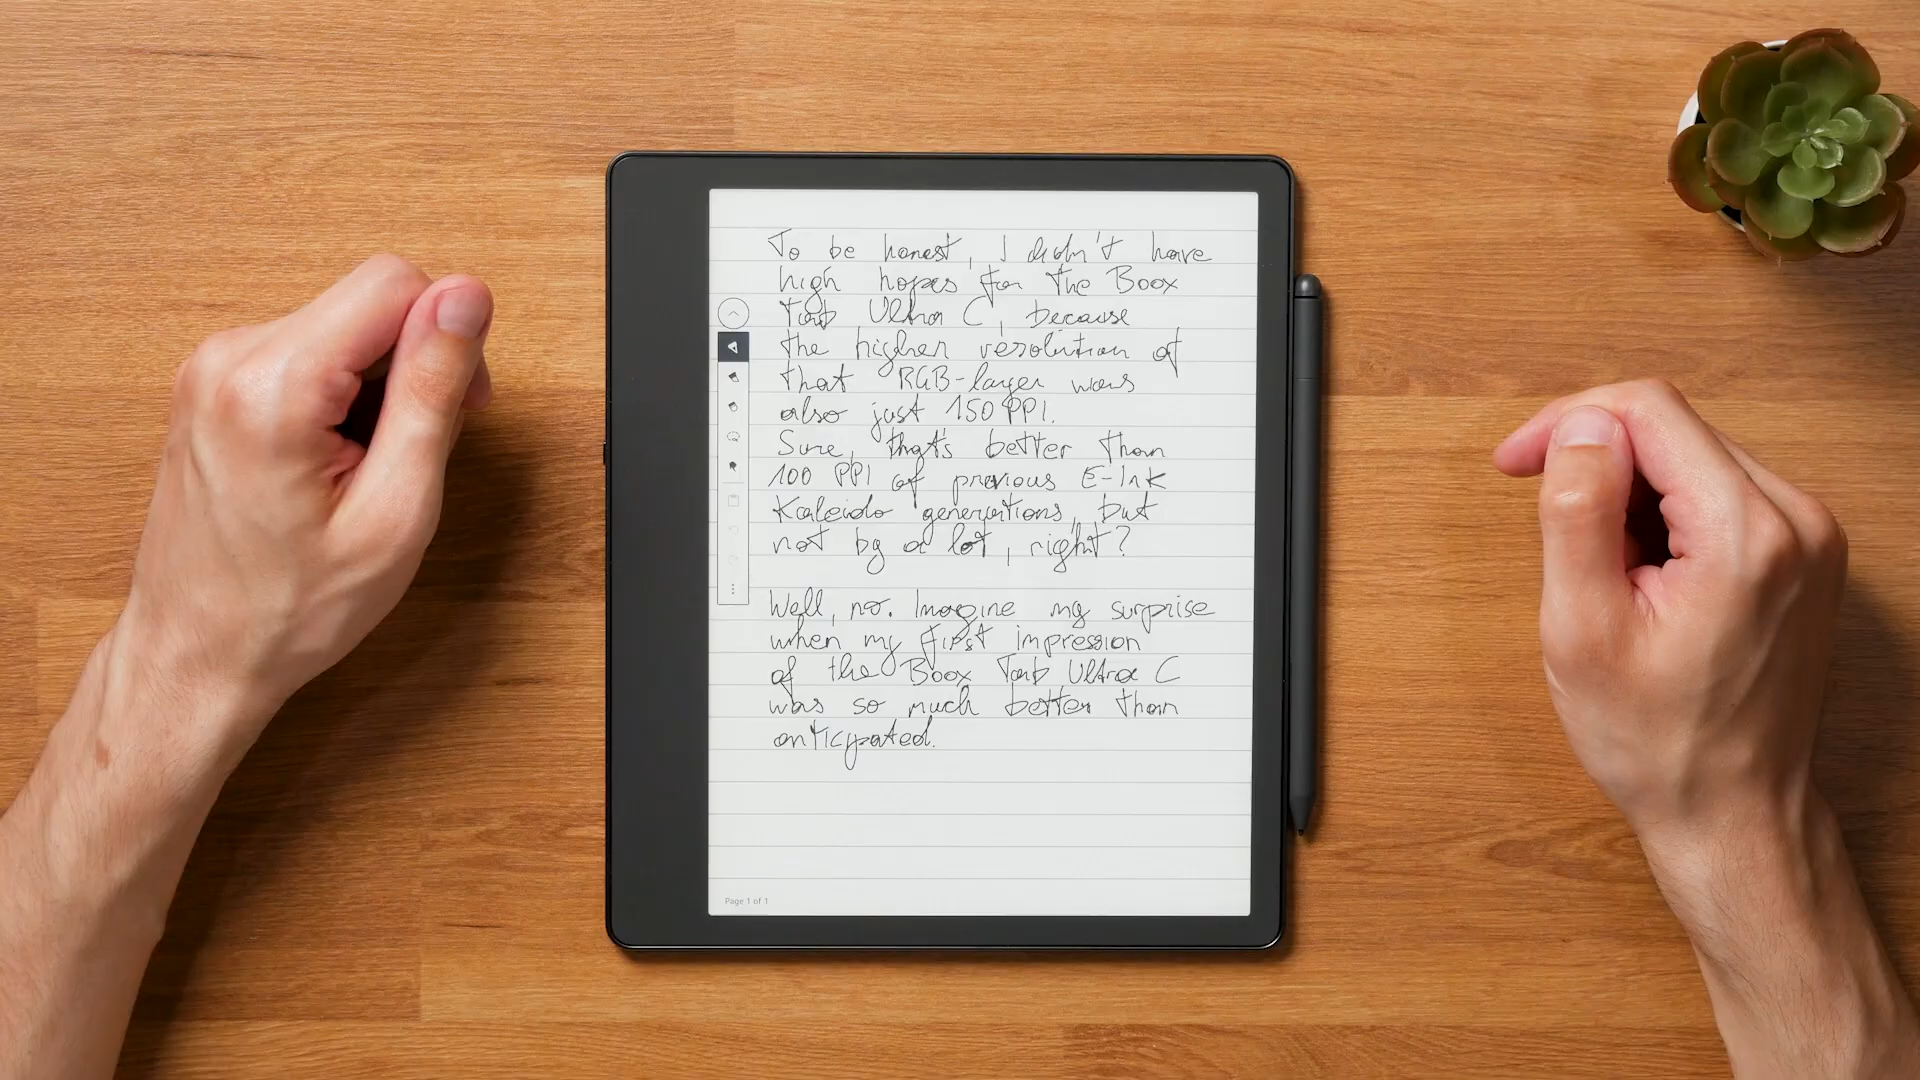 To be honest, I didn't have
high hopes for the Boox
Tab Ultra C, because
the higher resolution of
that RGB-layer was
also just 150 PPI.
Sure, that's better than
100 PPI of previous E-Ink
Kaleido generations, but
not by a lot, right?
Well, no. Imagine my surprise
when my first impression
of the Boox Tab Ultra C
was so much better than
anticipated.
Page 1 of 1